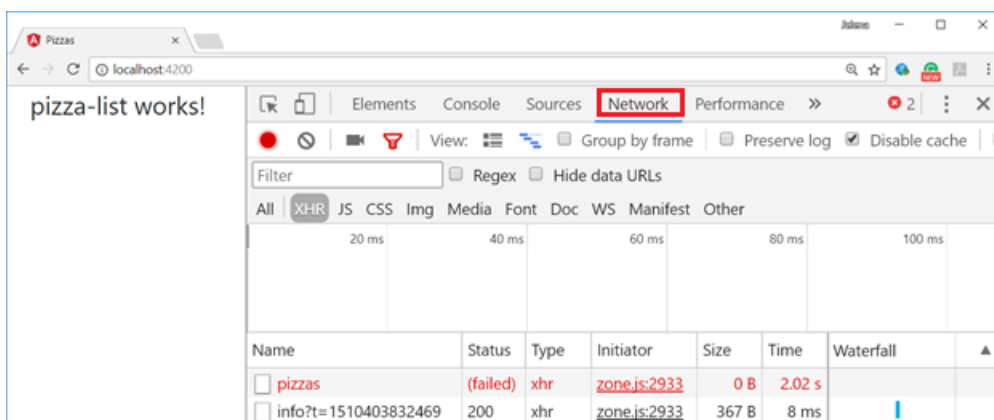 Pizzas
localhost:4200
NEW
pizza-list works!
Elements Console Sources Network Performance » 2
View: Group by frame Preserve log Disable cache
Filter Regex Hide data URLs
All XHR JS CSS Img Media Font Doc WS Manifest Other
20 ms 40 ms 60 ms 80 ms 100 ms
Name Status Type Initiator Size Time Waterfall
pizzas (failed) xhr zone.js:2933 0 B 2.02 s
info?t=1510403832469 200 xhr zone.js:2933 367 B 8 ms